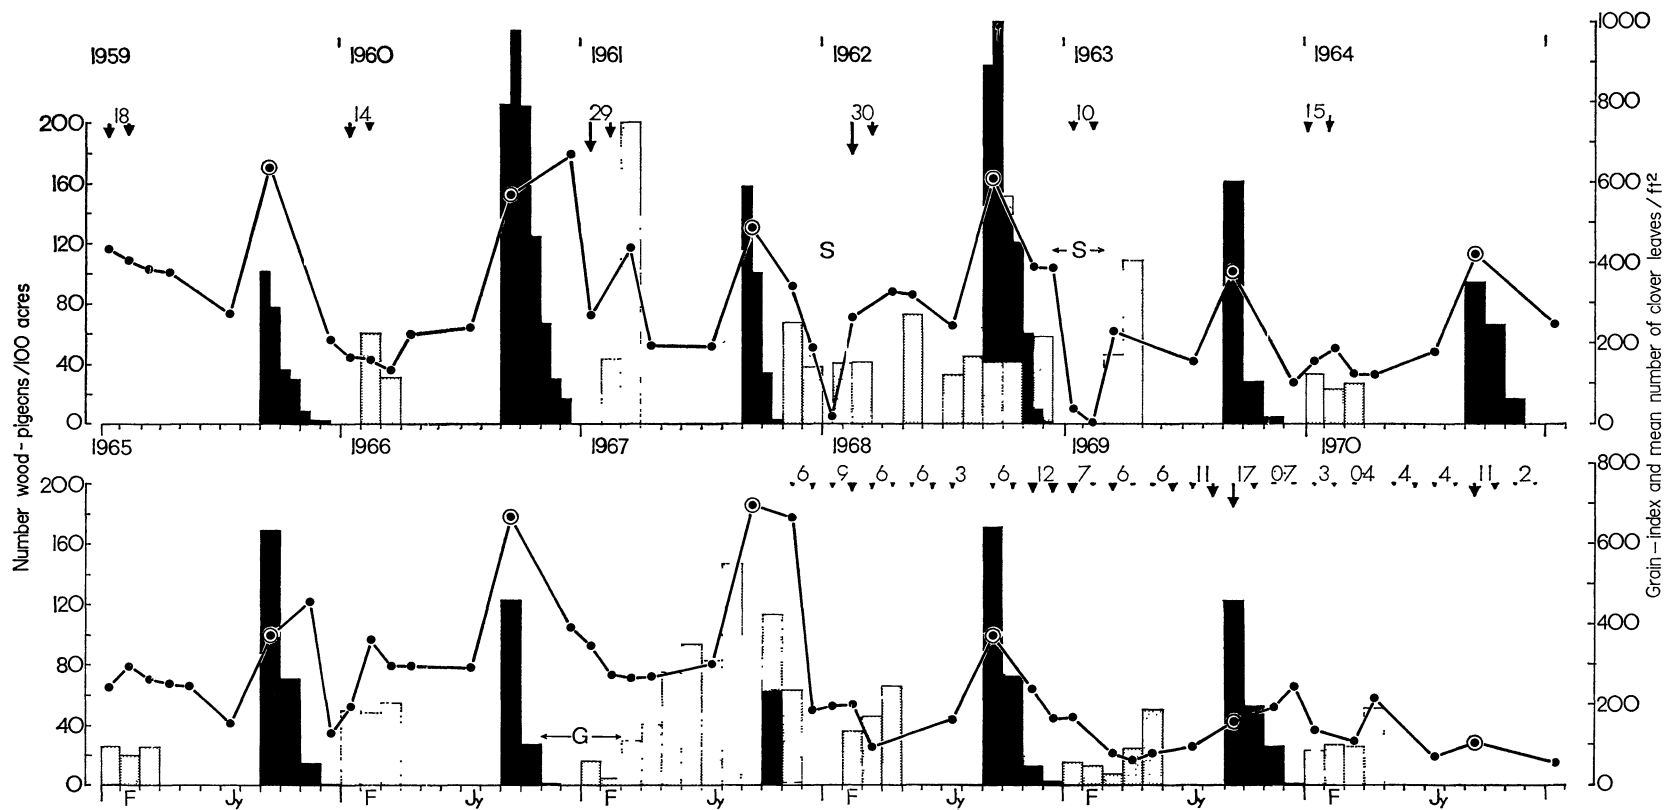 1959 1960 1961 1962 1963 1964
1000
18 14 29 30 10 15
800
200
160 600
120 S ← S → 400
80
40 200
0 0
1965 1966 1967 1968 1969 1970
.6. 9 6. .6. .3 .6. 12 7. 6. .6. 11 17 .07. .3. 04 .4. .4. 11 .2.
800
200
160 600
120
400
80
200
40 ← G →
0 0
F Jy F Jy F Jy F Jy F Jy F Jy
Number wood-pigeons/100 acres
Grain-index and mean number of clover leaves/ft²